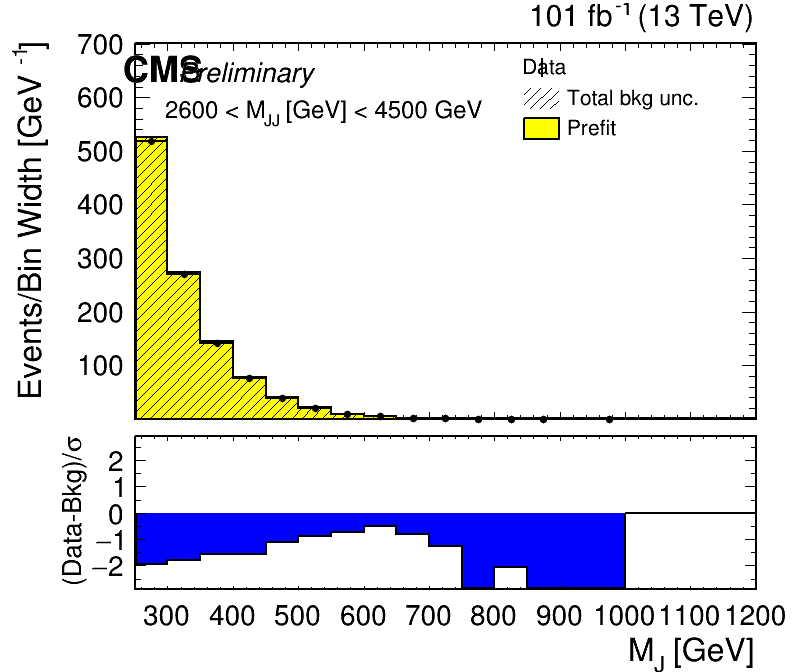 101 fb⁻¹ (13 TeV)
CMS Preliminary
2600 < M_JJ [GeV] < 4500 GeV
Data
Total bkg unc.
Prefit
Events/Bin Width [GeV⁻¹]
700
600
500
400
300
200
100
(Data-Bkg)/σ
2
1
0
−1
−2
300 400 500 600 700 800 900 1000 1100 1200
M_J [GeV]